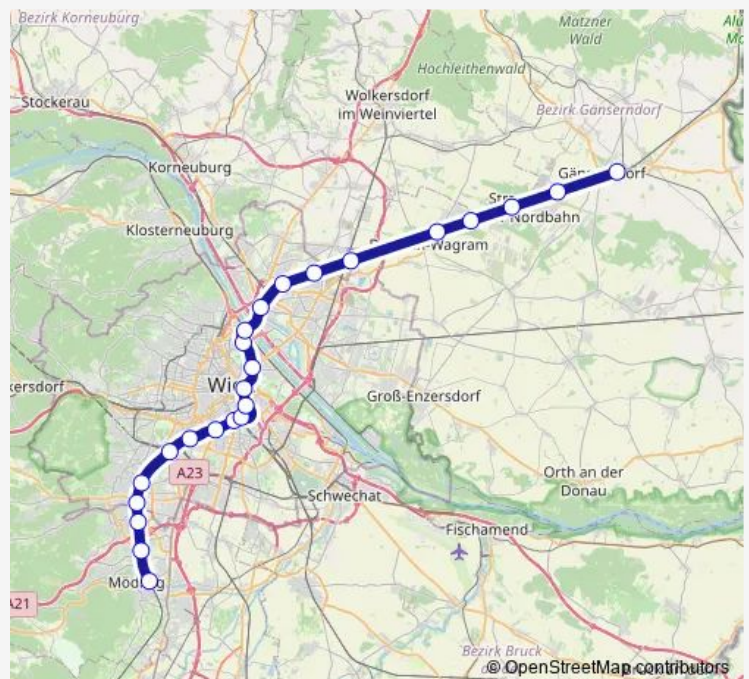 Bezirk Korneuburg
Matzner
Wald
Hochleithenwald
Stockerau
Wolkersdorf
im Weinviertel
Bezirk Gänserndorf
Korneuburg
Nordbahn
Klosterneuburg
Groß-Enzersdorf
A23
Orth an der
Donau
Schwechat
Fischamend
A21
Bezirk Bruck
© OpenStreetMap contributors